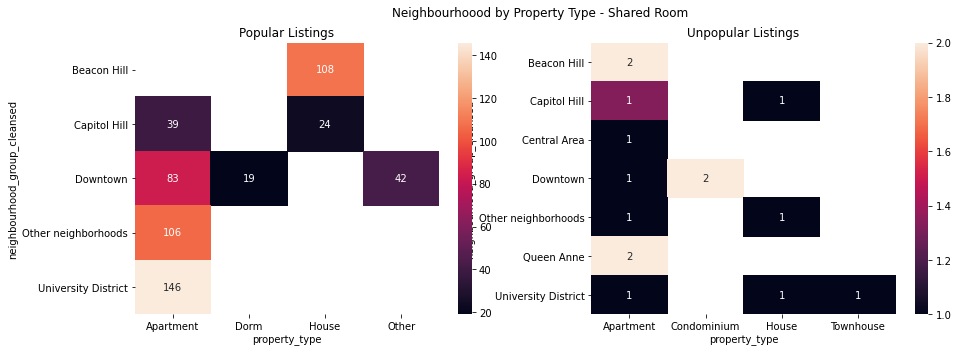 Neighbourhoood by Property Type - Shared Room
Popular Listings
neighbourhood_group_cleansed
Beacon Hill
Capitol Hill
Downtown
Other neighborhoods
University District
108
39
24
83
19
42
106
146
Apartment
Dorm
House
Other
property_type
140
120
100
80
60
40
20
Unpopular Listings
Beacon Hill
Capitol Hill
Central Area
Downtown
Other neighborhoods
Queen Anne
University District
2
1
1
1
1
2
1
1
2
1
1
1
Apartment
Condominium
House
Townhouse
property_type
2.0
1.8
1.6
1.4
1.2
1.0